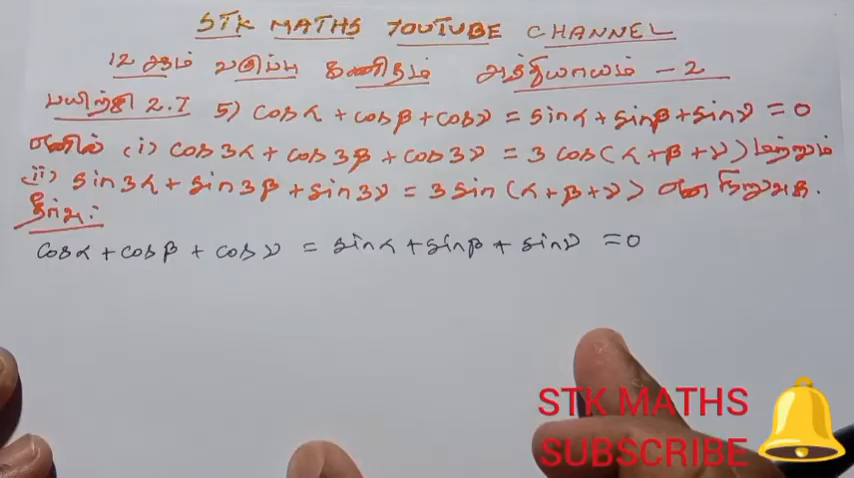 STK MATHS YOUTUBE CHANNEL
12 ஆம் வகுப்பு கணிதம் அத்தியாயம் - 2
பயிற்சி 2.7 5) cosα + cosβ + cosγ = sinα + sinβ + sinγ = 0
எனில் (i) cos3α + cos3β + cos3γ = 3 cos(α+β+γ) மற்றும்
(ii) sin3α + sin3β + sin3γ = 3 sin(α+β+γ) என நிறுவுக.
தீர்வு:
cosα + cosβ + cosγ = sinα + sinβ + sinγ = 0
STK MATHS
SUBSCRIBE